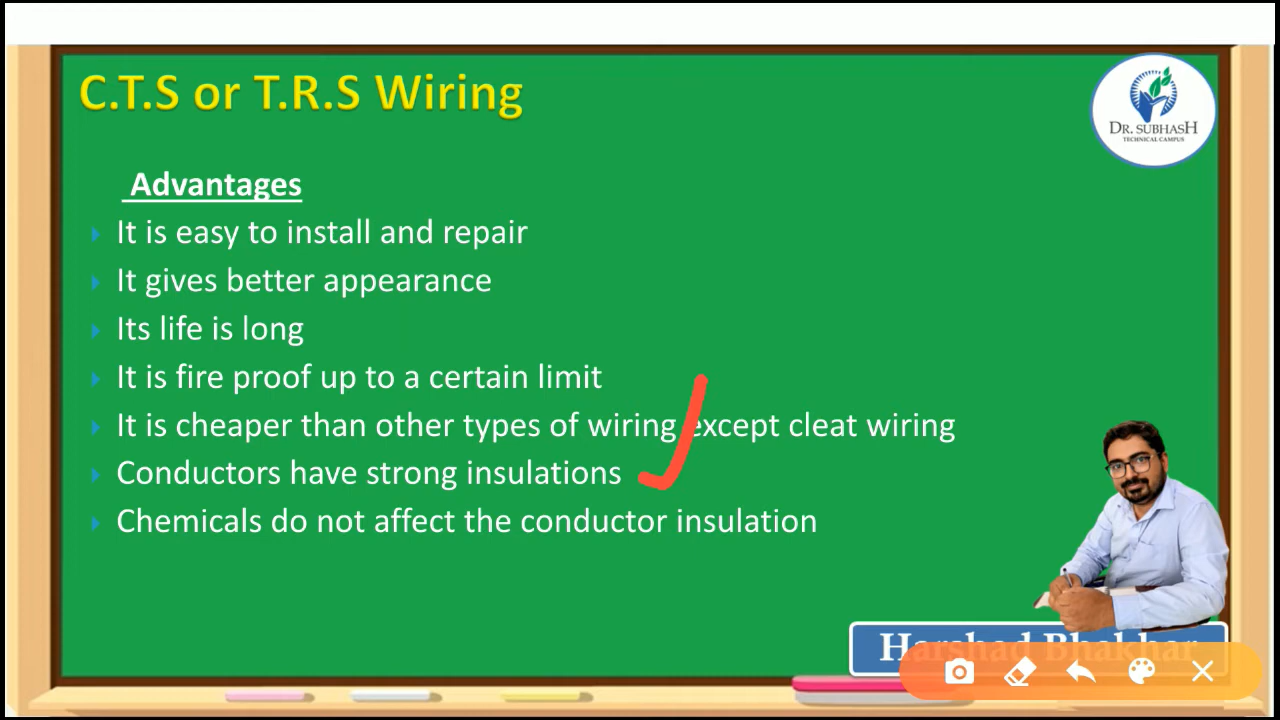 C.T.S or T.R.S Wiring
DR. SUBHASH
TECHNICAL CAMPUS
Advantages
It is easy to install and repair
It gives better appearance
Its life is long
It is fire proof up to a certain limit
It is cheaper than other types of wiring except cleat wiring
Conductors have strong insulations
Chemicals do not affect the conductor insulation
Harshad Bhakhar